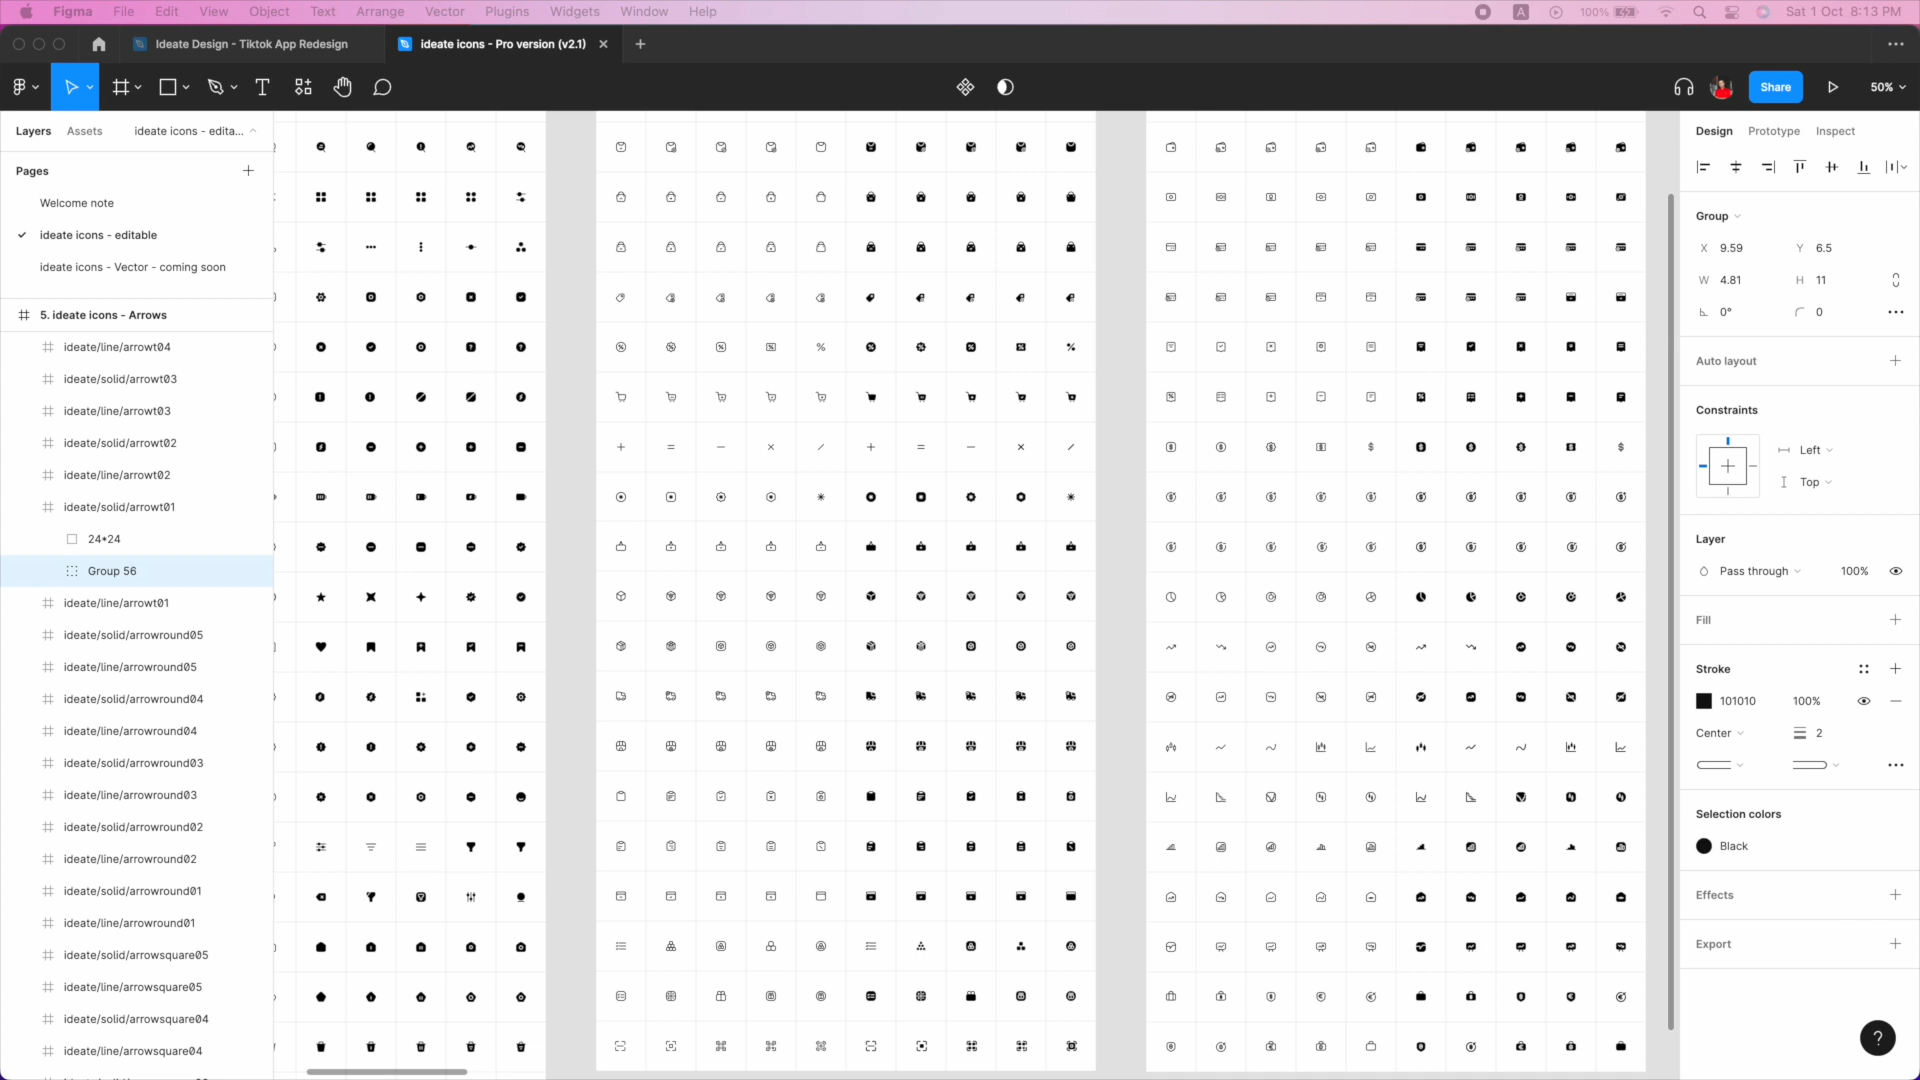 Figma File Edit View Object Text Arrange Vector Plugins Widgets Window Help
A 100% Sat 1 Oct 8:13 PM
Ideate Design - Tiktok App Redesign
ideate icons - Pro version (v2.1)
Share
50%
Layers Assets ideate icons - edita...
Pages
Welcome note
ideate icons - editable
ideate icons - Vector - coming soon
5. ideate icons - Arrows
ideate/line/arrowt04
ideate/solid/arrowt03
ideate/line/arrowt03
ideate/solid/arrowt02
ideate/line/arrowt02
ideate/solid/arrowt01
24*24
Group 56
ideate/line/arrowt01
ideate/solid/arrowround05
ideate/line/arrowround05
ideate/solid/arrowround04
ideate/line/arrowround04
ideate/solid/arrowround03
ideate/line/arrowround03
ideate/solid/arrowround02
ideate/line/arrowround02
ideate/solid/arrowround01
ideate/line/arrowround01
ideate/solid/arrowsquare05
ideate/line/arrowsquare05
ideate/solid/arrowsquare04
ideate/line/arrowsquare04
Design Prototype Inspect
Group
X 9.59 Y 6.5
W 4.81 H 11
0° 0
Auto layout
Constraints
Left
Top
Layer
Pass through 100%
Fill
Stroke
101010 100%
Center 2
Selection colors
Black
Effects
Export
?